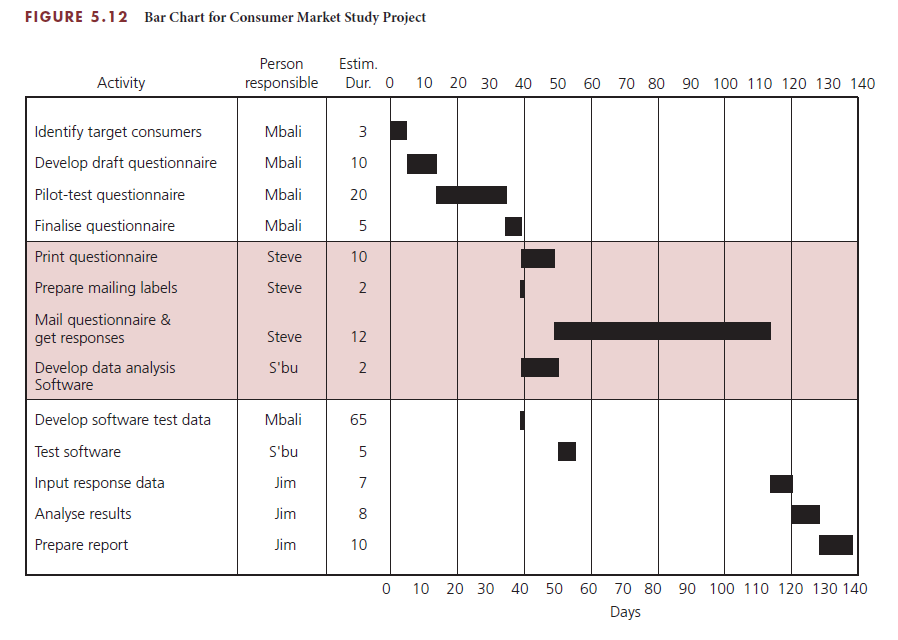 FIGURE 5.12 Bar Chart for Consumer Market Study Project
Person Estim.
Activity responsible Dur. 0 10 20 30 40 50 60 70 80 90 100 110 120 130 140
Identify target consumers Mbali 3
Develop draft questionnaire Mbali 10
Pilot-test questionnaire Mbali 20
Finalise questionnaire Mbali 5
Print questionnaire Steve 10
Prepare mailing labels Steve 2
Mail questionnaire &
get responses Steve 12
Develop data analysis S'bu 2
Software
Develop software test data Mbali 65
Test software S'bu 5
Input response data Jim 7
Analyse results Jim 8
Prepare report Jim 10
0 10 20 30 40 50 60 70 80 90 100 110 120 130 140
Days